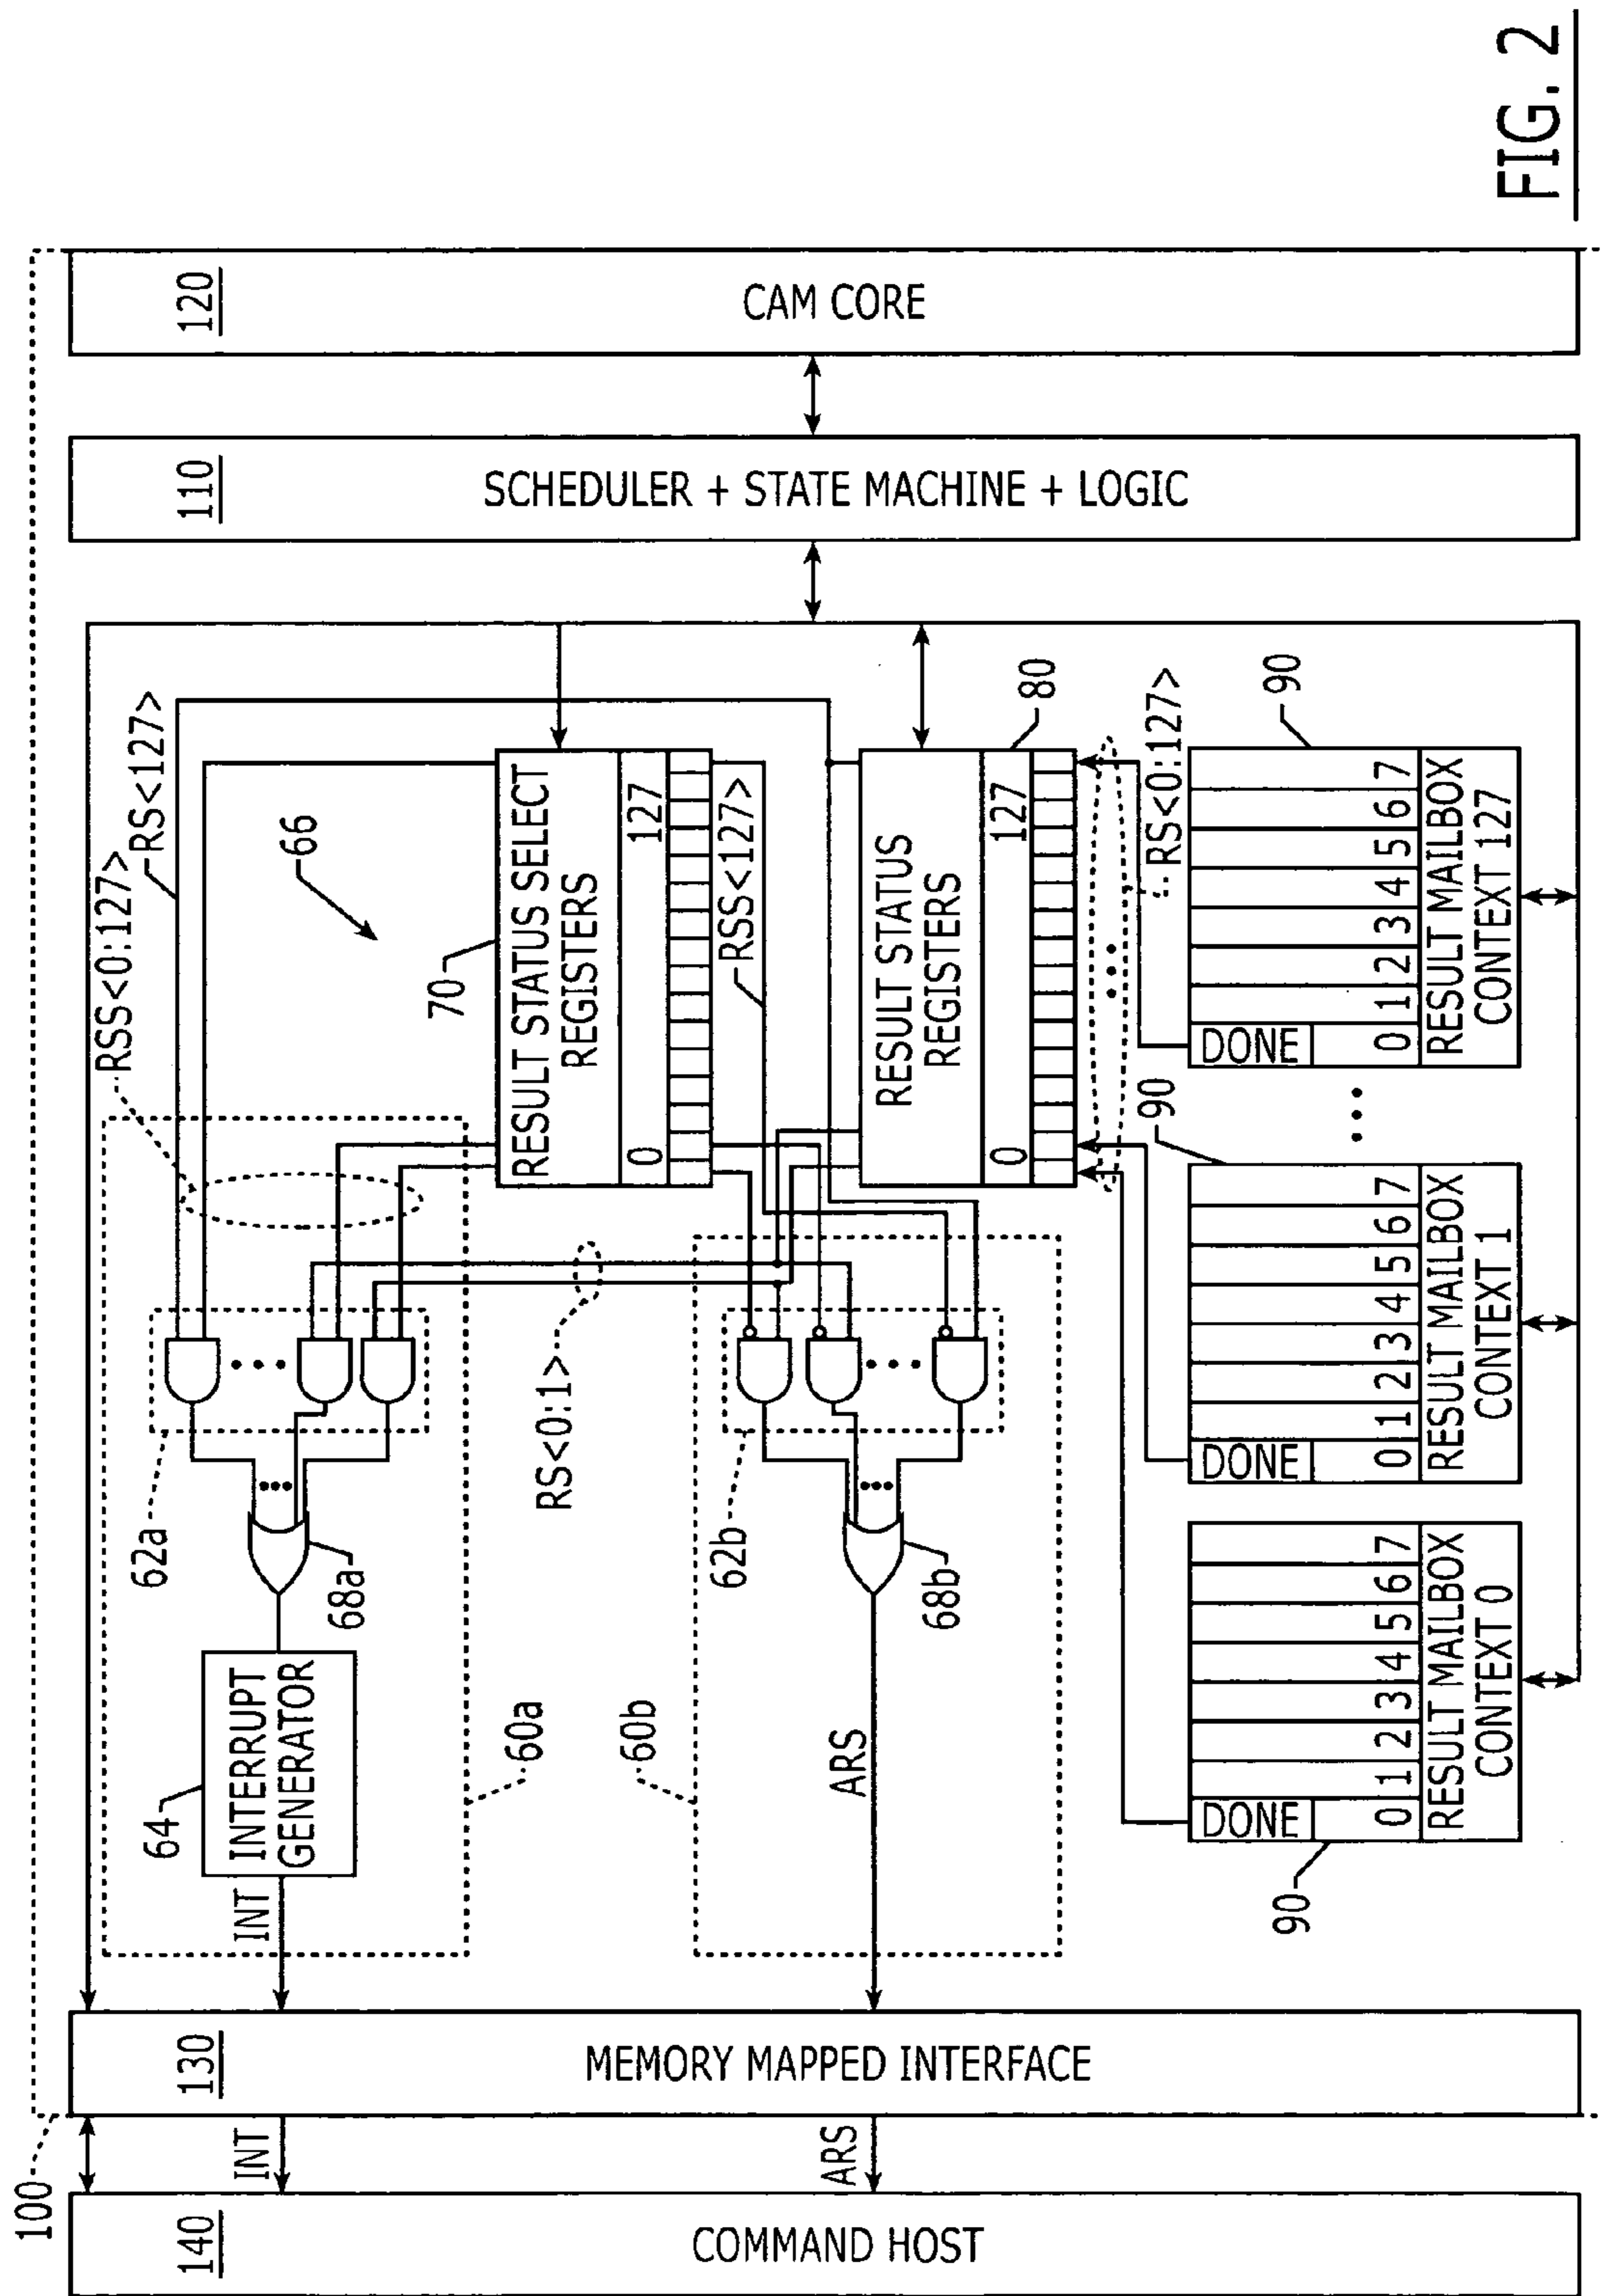 100
140
COMMAND HOST
INT
ARS
130
MEMORY MAPPED INTERFACE
INT
64
INTERRUPT
GENERATOR
60a
60b
ARS
62a
68a
RS<0:1>
62b
68b
RSS<0:127>
RS<127>
66
70
RESULT STATUS SELECT
REGISTERS
0
127
RSS<127>
RESULT STATUS
REGISTERS
0
127
80
RS<0:127>
90
DONE
0 1 2 3 4 5 6 7
RESULT MAILBOX
CONTEXT 0
90
DONE
0 1 2 3 4 5 6 7
RESULT MAILBOX
CONTEXT 1
90
DONE
0 1 2 3 4 5 6 7
RESULT MAILBOX
CONTEXT 127
110
SCHEDULER + STATE MACHINE + LOGIC
120
CAM CORE
FIG. 2